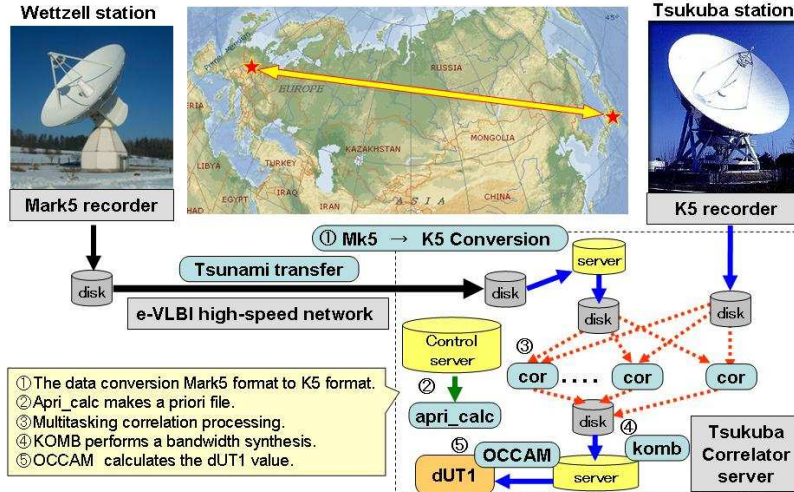 Wettzell station
Tsukuba station
45°
RUSSIA
EUROPE
KAZAKHSTAN
MONGOLIA
TURKEY
LIBYA
IRAQ
EGYPT
IRAN
CHINA
ASIA
Mark5 recorder
K5 recorder
① Mk5 → K5 Conversion
server
Tsunami transfer
disk
disk
disk
disk
e-VLBI high-speed network
Control
server
③
cor
....
cor
cor
②
apri_calc
disk
④
komb
⑤
OCCAM
dUT1
server
Tsukuba
Correlator
server
①The data conversion Mark5 format to K5 format.
②Apri_calc makes a priori file.
③Multitasking correlation processing.
④KOMB performs a bandwidth synthesis.
⑤OCCAM calculates the dUT1 value.